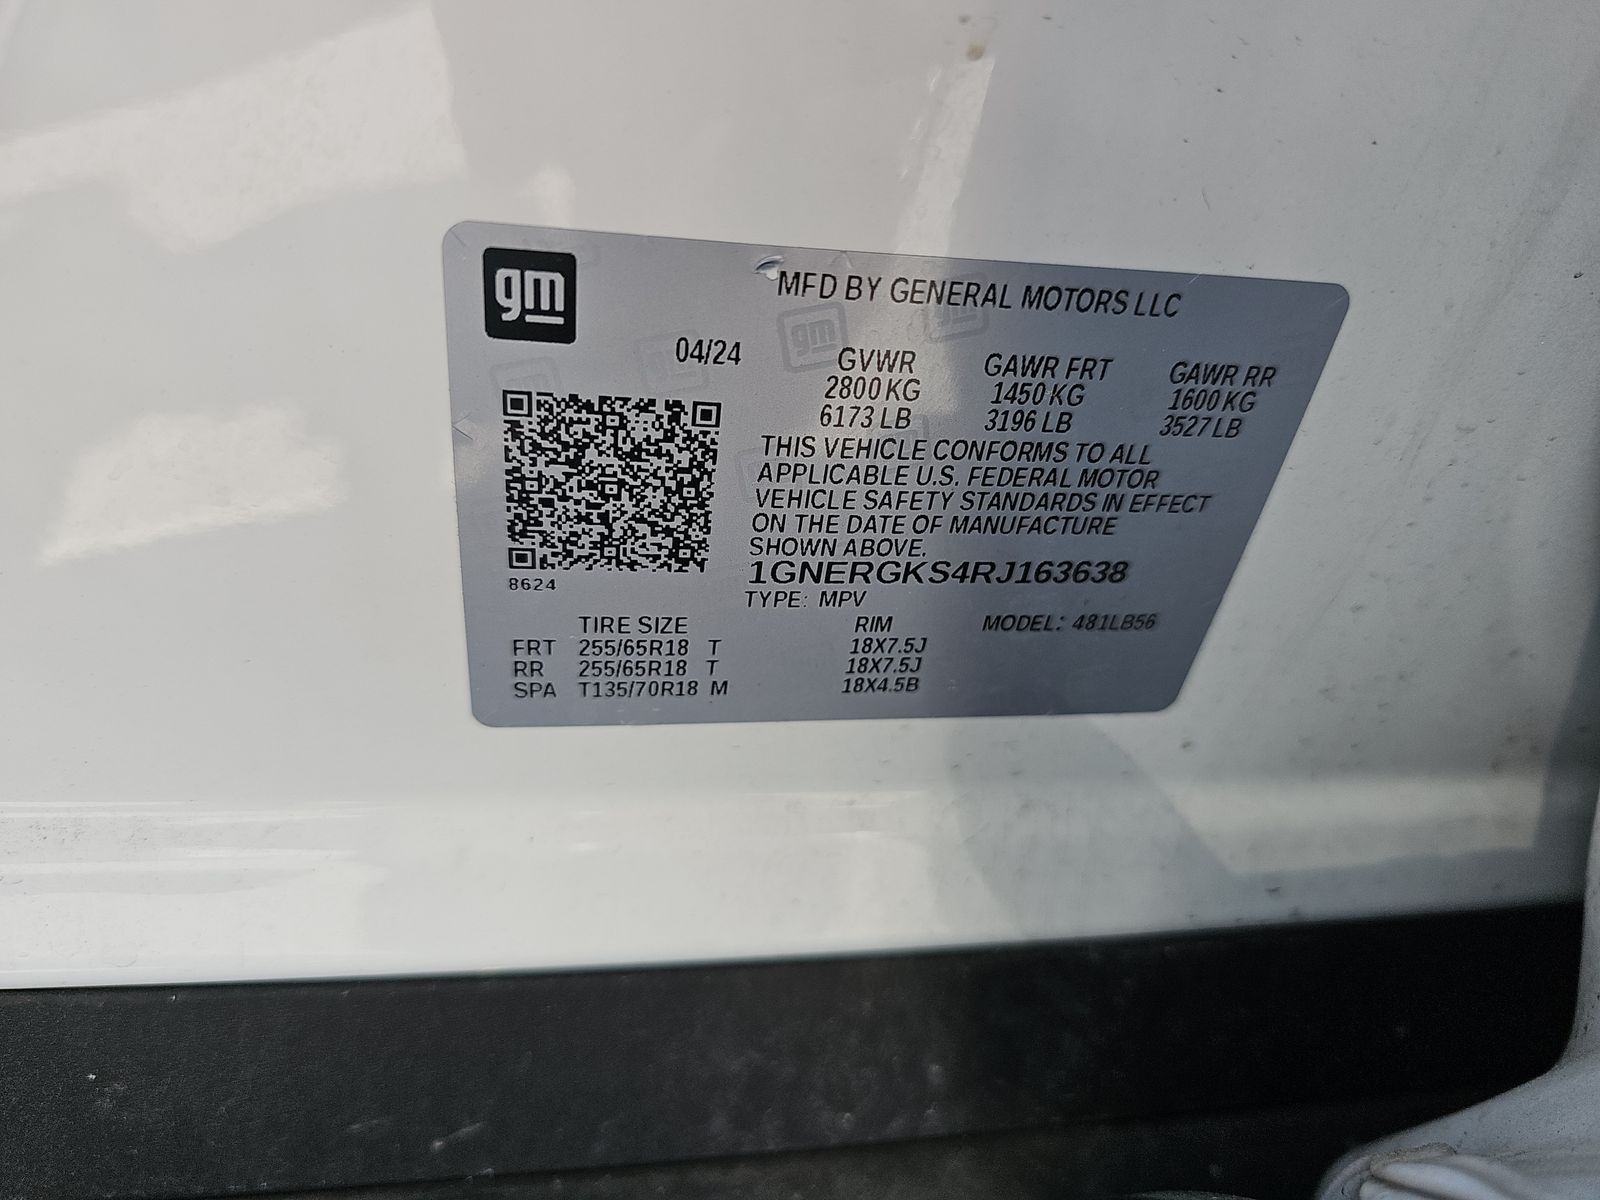 gm
MFD BY GENERAL MOTORS LLC
04/24
GVWR GAWR FRT GAWR RR
2800 KG 1450 KG 1600 KG
6173 LB 3196 LB 3527 LB
THIS VEHICLE CONFORMS TO ALL
APPLICABLE U.S. FEDERAL MOTOR
VEHICLE SAFETY STANDARDS IN EFFECT
ON THE DATE OF MANUFACTURE
SHOWN ABOVE.
1GNERGKS4RJ163638
8624
TYPE: MPV
TIRE SIZE RIM MODEL: 481LB56
FRT 255/65R18 T 18X7.5J
RR 255/65R18 T 18X7.5J
SPA T135/70R18 M 18X4.5B